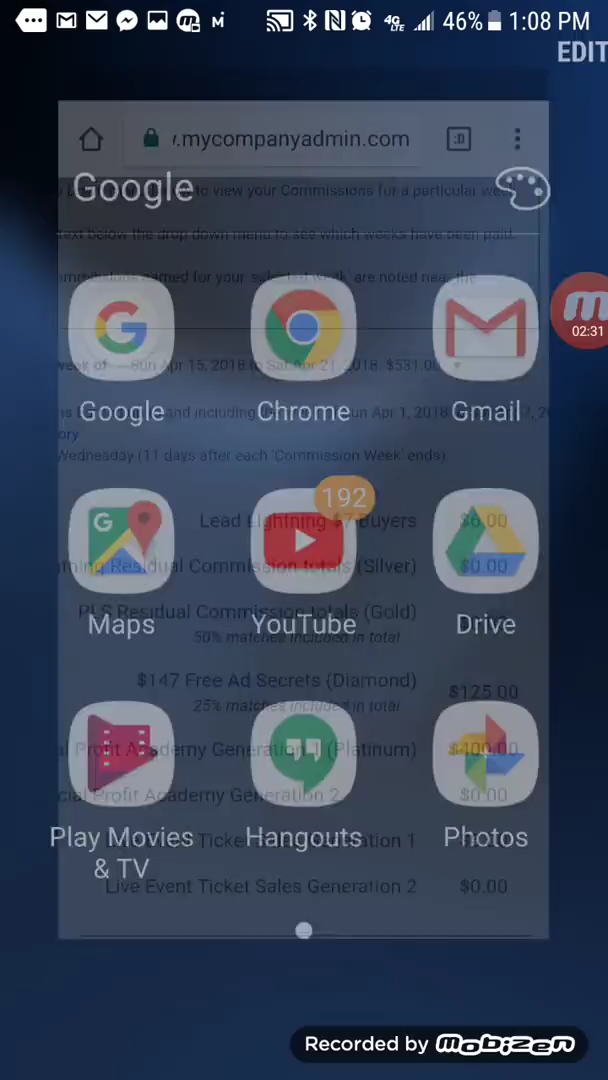 46% 1:08 PM
EDIT
.mycompanyadmin.com
:D
Google
to view your Commissions for a particular
text below the drop down menu to see which weeks have been paid.
earned for your selected week are noted near the
02:31
week of Sun Apr 15, 2018 to Sat Apr 21, 2018: $531.00
Google Chrome Gmail
and including the Sun Apr 1, 2018
ory
Wednesday (11 days after each 'Commission Week' ends)
192
Lead Lightning $7 Buyers $6.00
Residual Commission totals (Silver) $0.00
PLS Residual Commission totals (Gold)
Maps YouTube Drive
50% matches included in total
$147 Free Ad Secrets (Diamond) $125.00
25% matches included in total
Profit Academy Generation 1 (Platinum) $400.00
cial Profit Academy Generation 2 $0.00
Play Movies & TV Hangouts Photos
Ticket Sales Generation 1
Live Event Ticket Sales Generation 2 $0.00
Recorded by mobizen